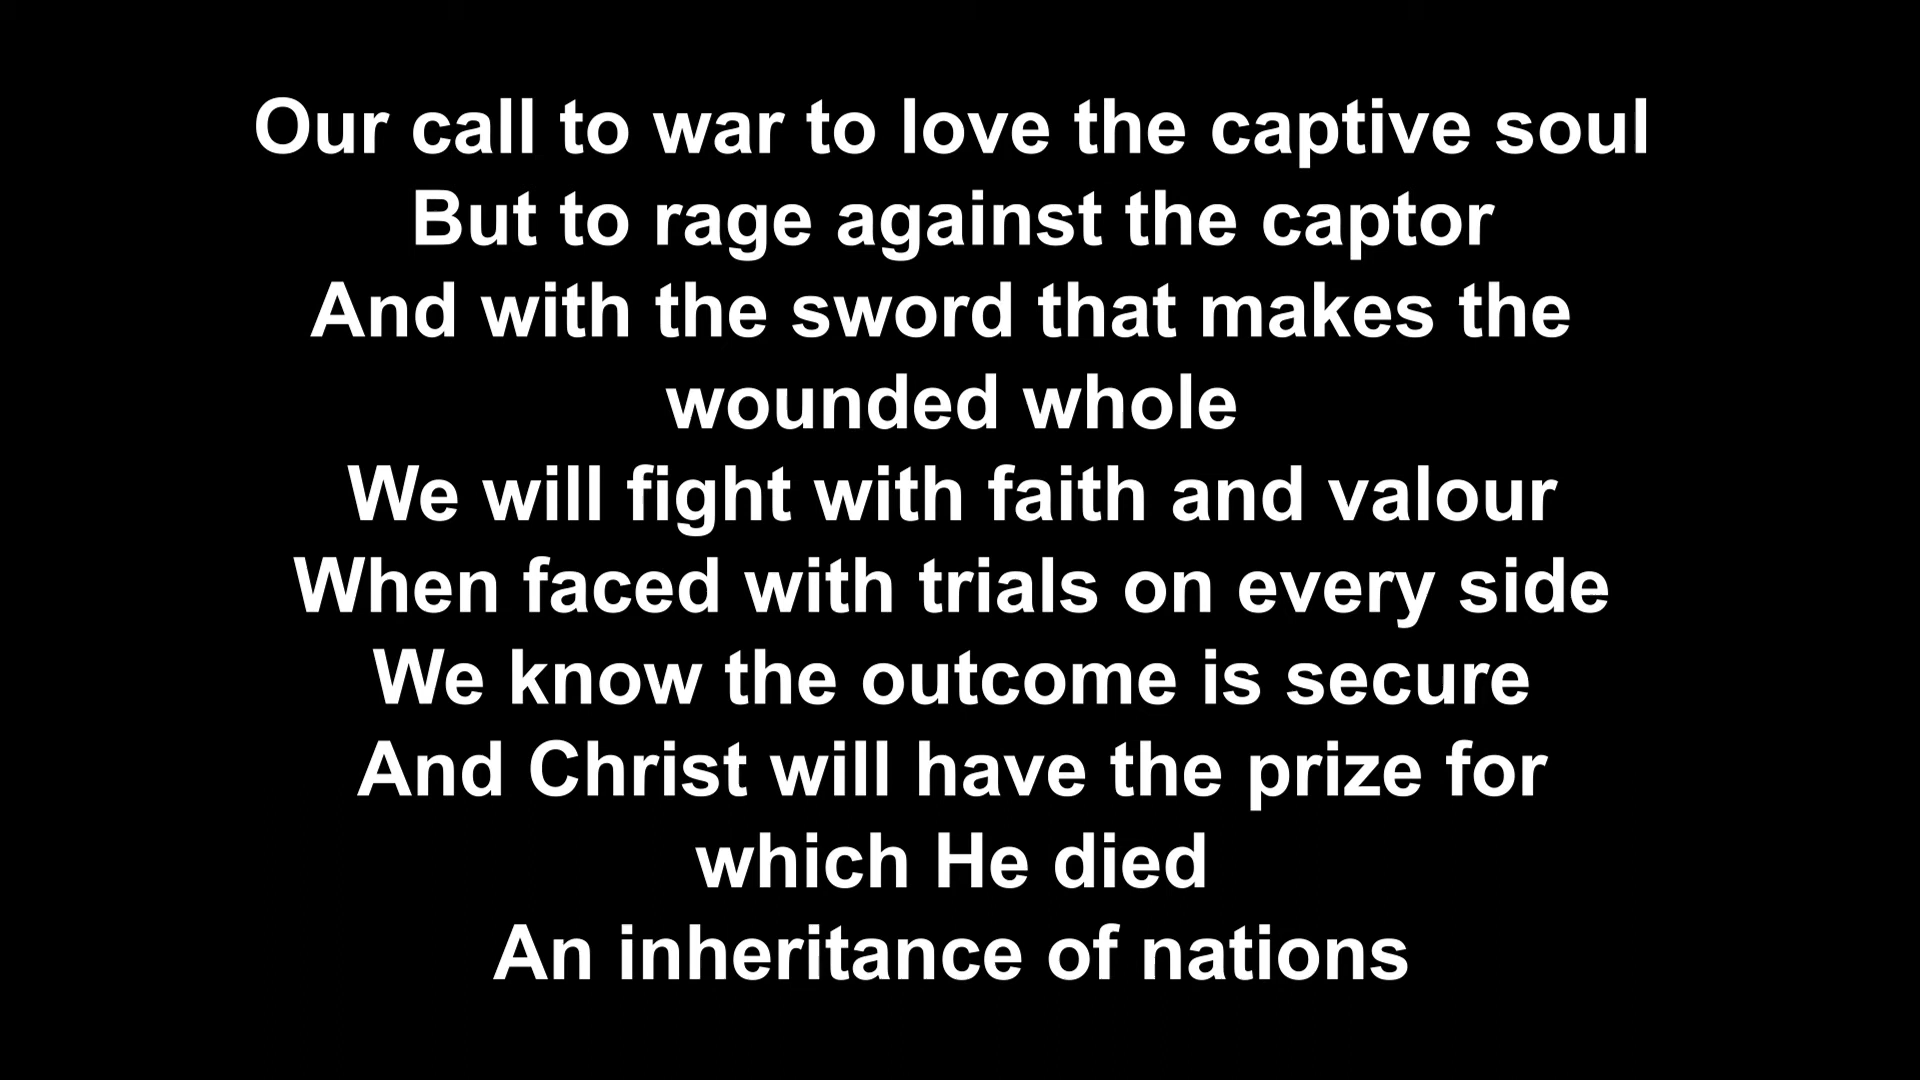 Our call to war to love the captive soul
But to rage against the captor
And with the sword that makes the
wounded whole
We will fight with faith and valour
When faced with trials on every side
We know the outcome is secure
And Christ will have the prize for
which He died
An inheritance of nations